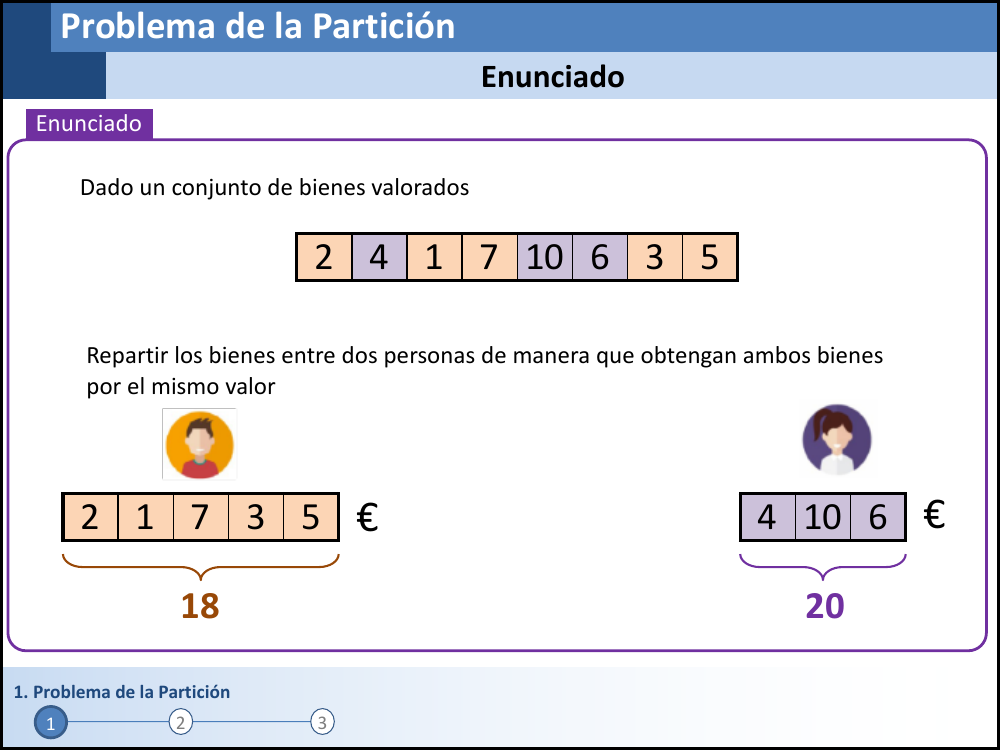 Problema de la Partición
Enunciado
Enunciado
Dado un conjunto de bienes valorados
2 4 1 7 10 6 3 5
Repartir los bienes entre dos personas de manera que obtengan ambos bienes
por el mismo valor
2 1 7 3 5 €
4 10 6 €
18
20
1. Problema de la Partición
1 2 3